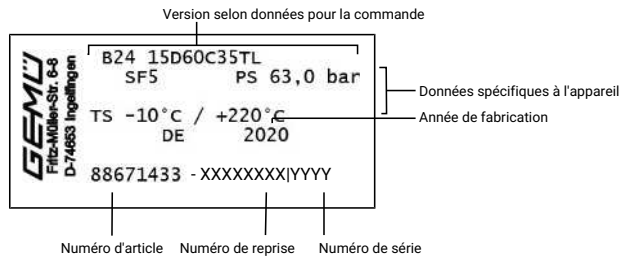 Version selon données pour la commande
GEMÜ
Fritz-Müller-Str. 6-8
D-74653 Ingelfingen
B24 15D60C35TL
SF5 PS 63,0 bar
TS -10°C / +220°C
DE 2020
88671433 - XXXXXXXX|YYYY
Données spécifiques à l'appareil
Année de fabrication
Numéro d'article Numéro de reprise Numéro de série